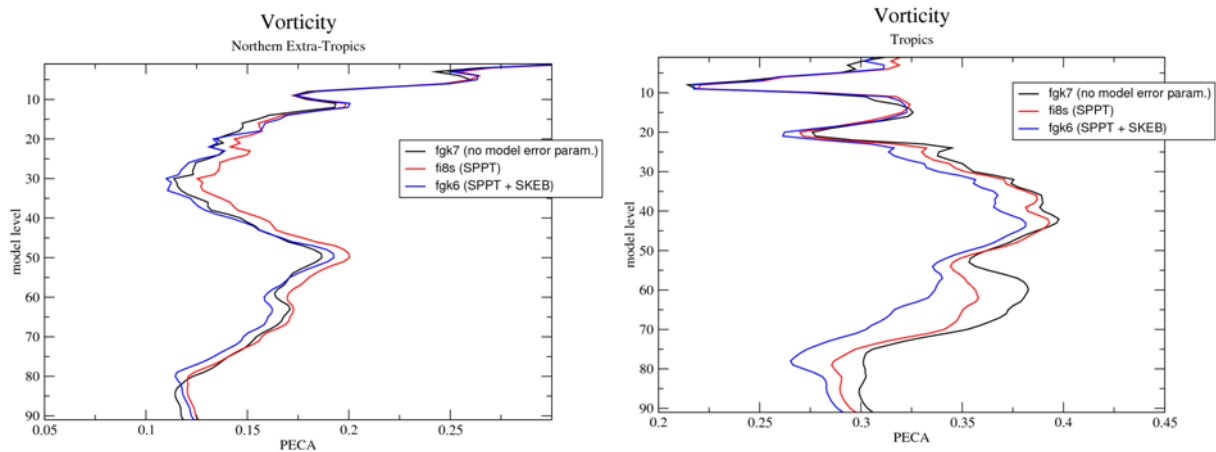 Vorticity
Northern Extra-Tropics
10
20
30
40
50
60
70
80
90
model level
fgk7 (no model error param.)
fi8s (SPPT)
fgk6 (SPPT + SKEB)
0.05
0.1
0.15
0.2
0.25
PECA
Vorticity
Tropics
10
20
30
40
50
60
70
80
90
model level
fgk7 (no model error param.)
fi8s (SPPT)
fgk6 (SPPT + SKEB)
0.2
0.25
0.3
0.35
0.4
0.45
PECA